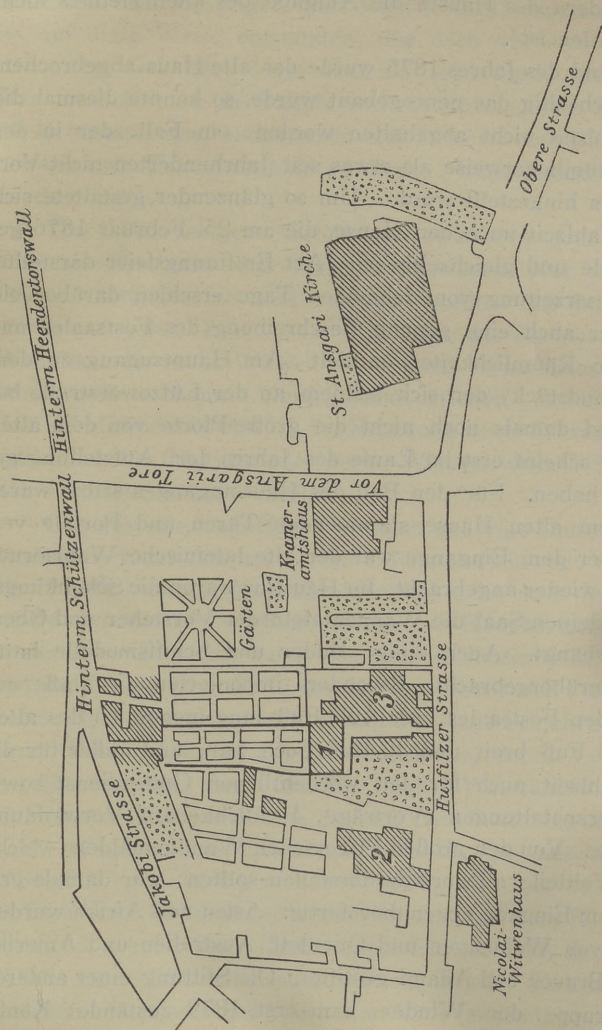 Obere Strasse
Hinterm Heerdentorswall
St. Ansgari Kirche
Vor dem Ansgarii Tore
Hinterm Schützenwall
Kramer-
amtshaus
Gärten
Jakobi Strasse
1
2
3
Hutfilzer Strasse
Nicolai-
Witwenhaus